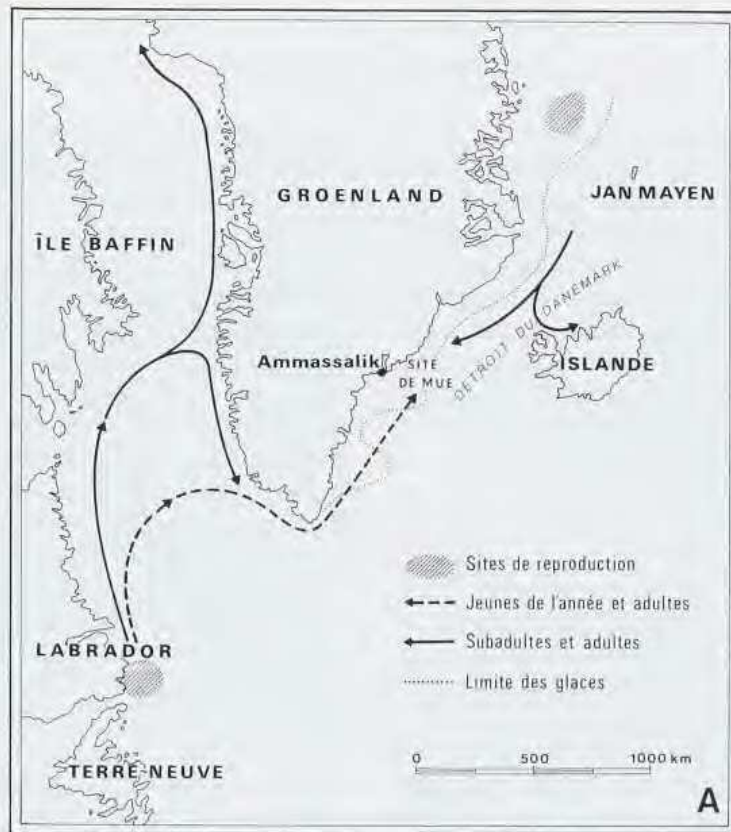 GROENLAND
JAN MAYEN
ÎLE BAFFIN
DÉTROIT DU DANEMARK
Ammassalik
SITE
DE MUE
ISLANDE
Sites de reproduction
Jeunes de l'année et adultes
LABRADOR
Subadultes et adultes
Limite des glaces
TERRE-NEUVE
0 500 1000 km
A